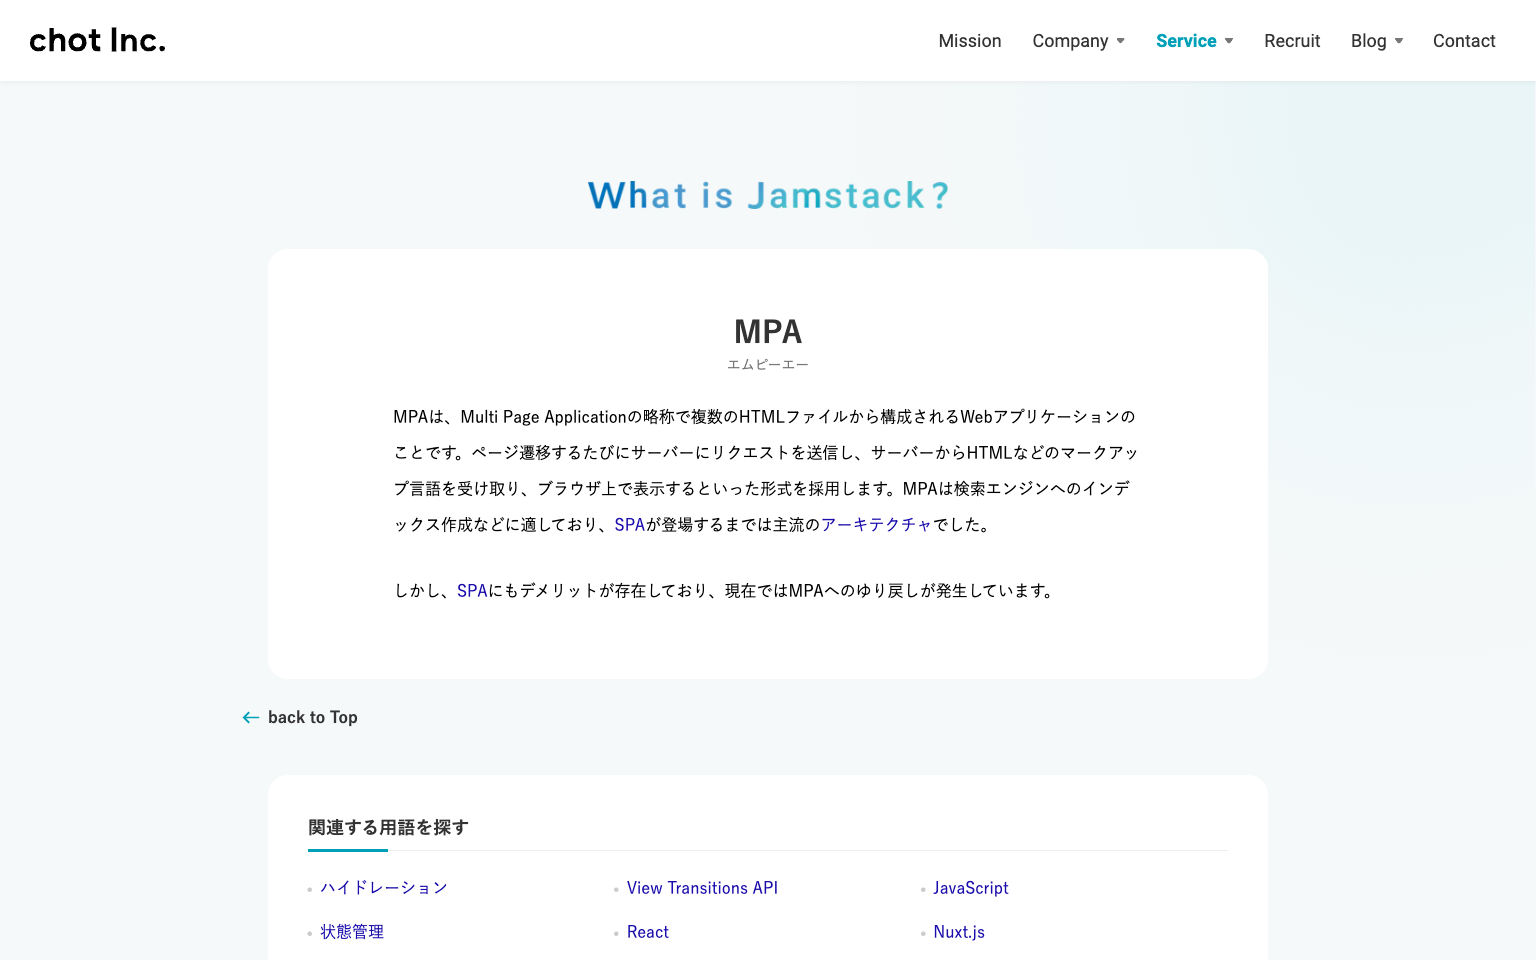 chot Inc.
Mission Company Service Recruit Blog Contact
What is Jamstack?
MPA
エムピーエー
MPAは、Multi Page Applicationの略称で複数のHTMLファイルから構成されるWebアプリケーションの
ことです。ページ遷移するたびにサーバーにリクエストを送信し、サーバーからHTMLなどのマークアッ
プ言語を受け取り、ブラウザ上で表示するといった形式を採用します。MPAは検索エンジンへのインデ
ックス作成などに適しており、SPAが登場するまでは主流のアーキテクチャでした。
しかし、SPAにもデメリットが存在しており、現在ではMPAへのゆり戻しが発生しています。
back to Top
関連する用語を探す
ハイドレーション View Transitions API JavaScript
状態管理 React Nuxt.js